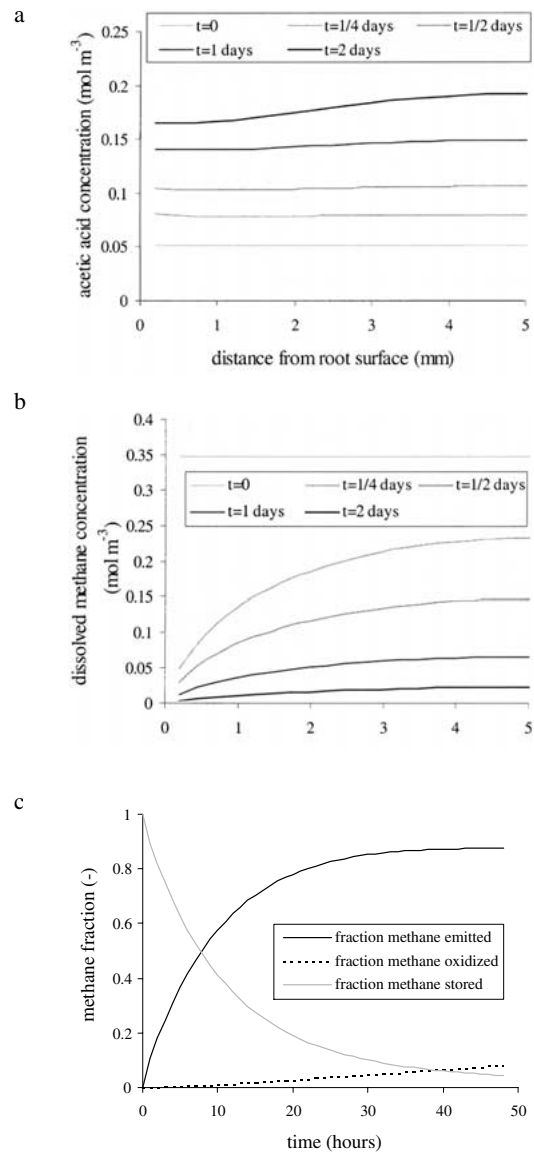 a
t=0 t=1/4 days t=1/2 days
t=1 days t=2 days
acetic acid concentration (mol m-3)
0.25
0.2
0.15
0.1
0.05
0
0 1 2 3 4 5
distance from root surface (mm)
b
t=0 t=1/4 days t=1/2 days
t=1 days t=2 days
dissolved methane concentration
(mol m-3)
0.4
0.35
0.3
0.25
0.2
0.15
0.1
0.05
0
0 1 2 3 4 5
c
methane fraction (-)
1
0.8
0.6
0.4
0.2
0
fraction methane emitted
fraction methane oxidized
fraction methane stored
0 10 20 30 40 50
time (hours)